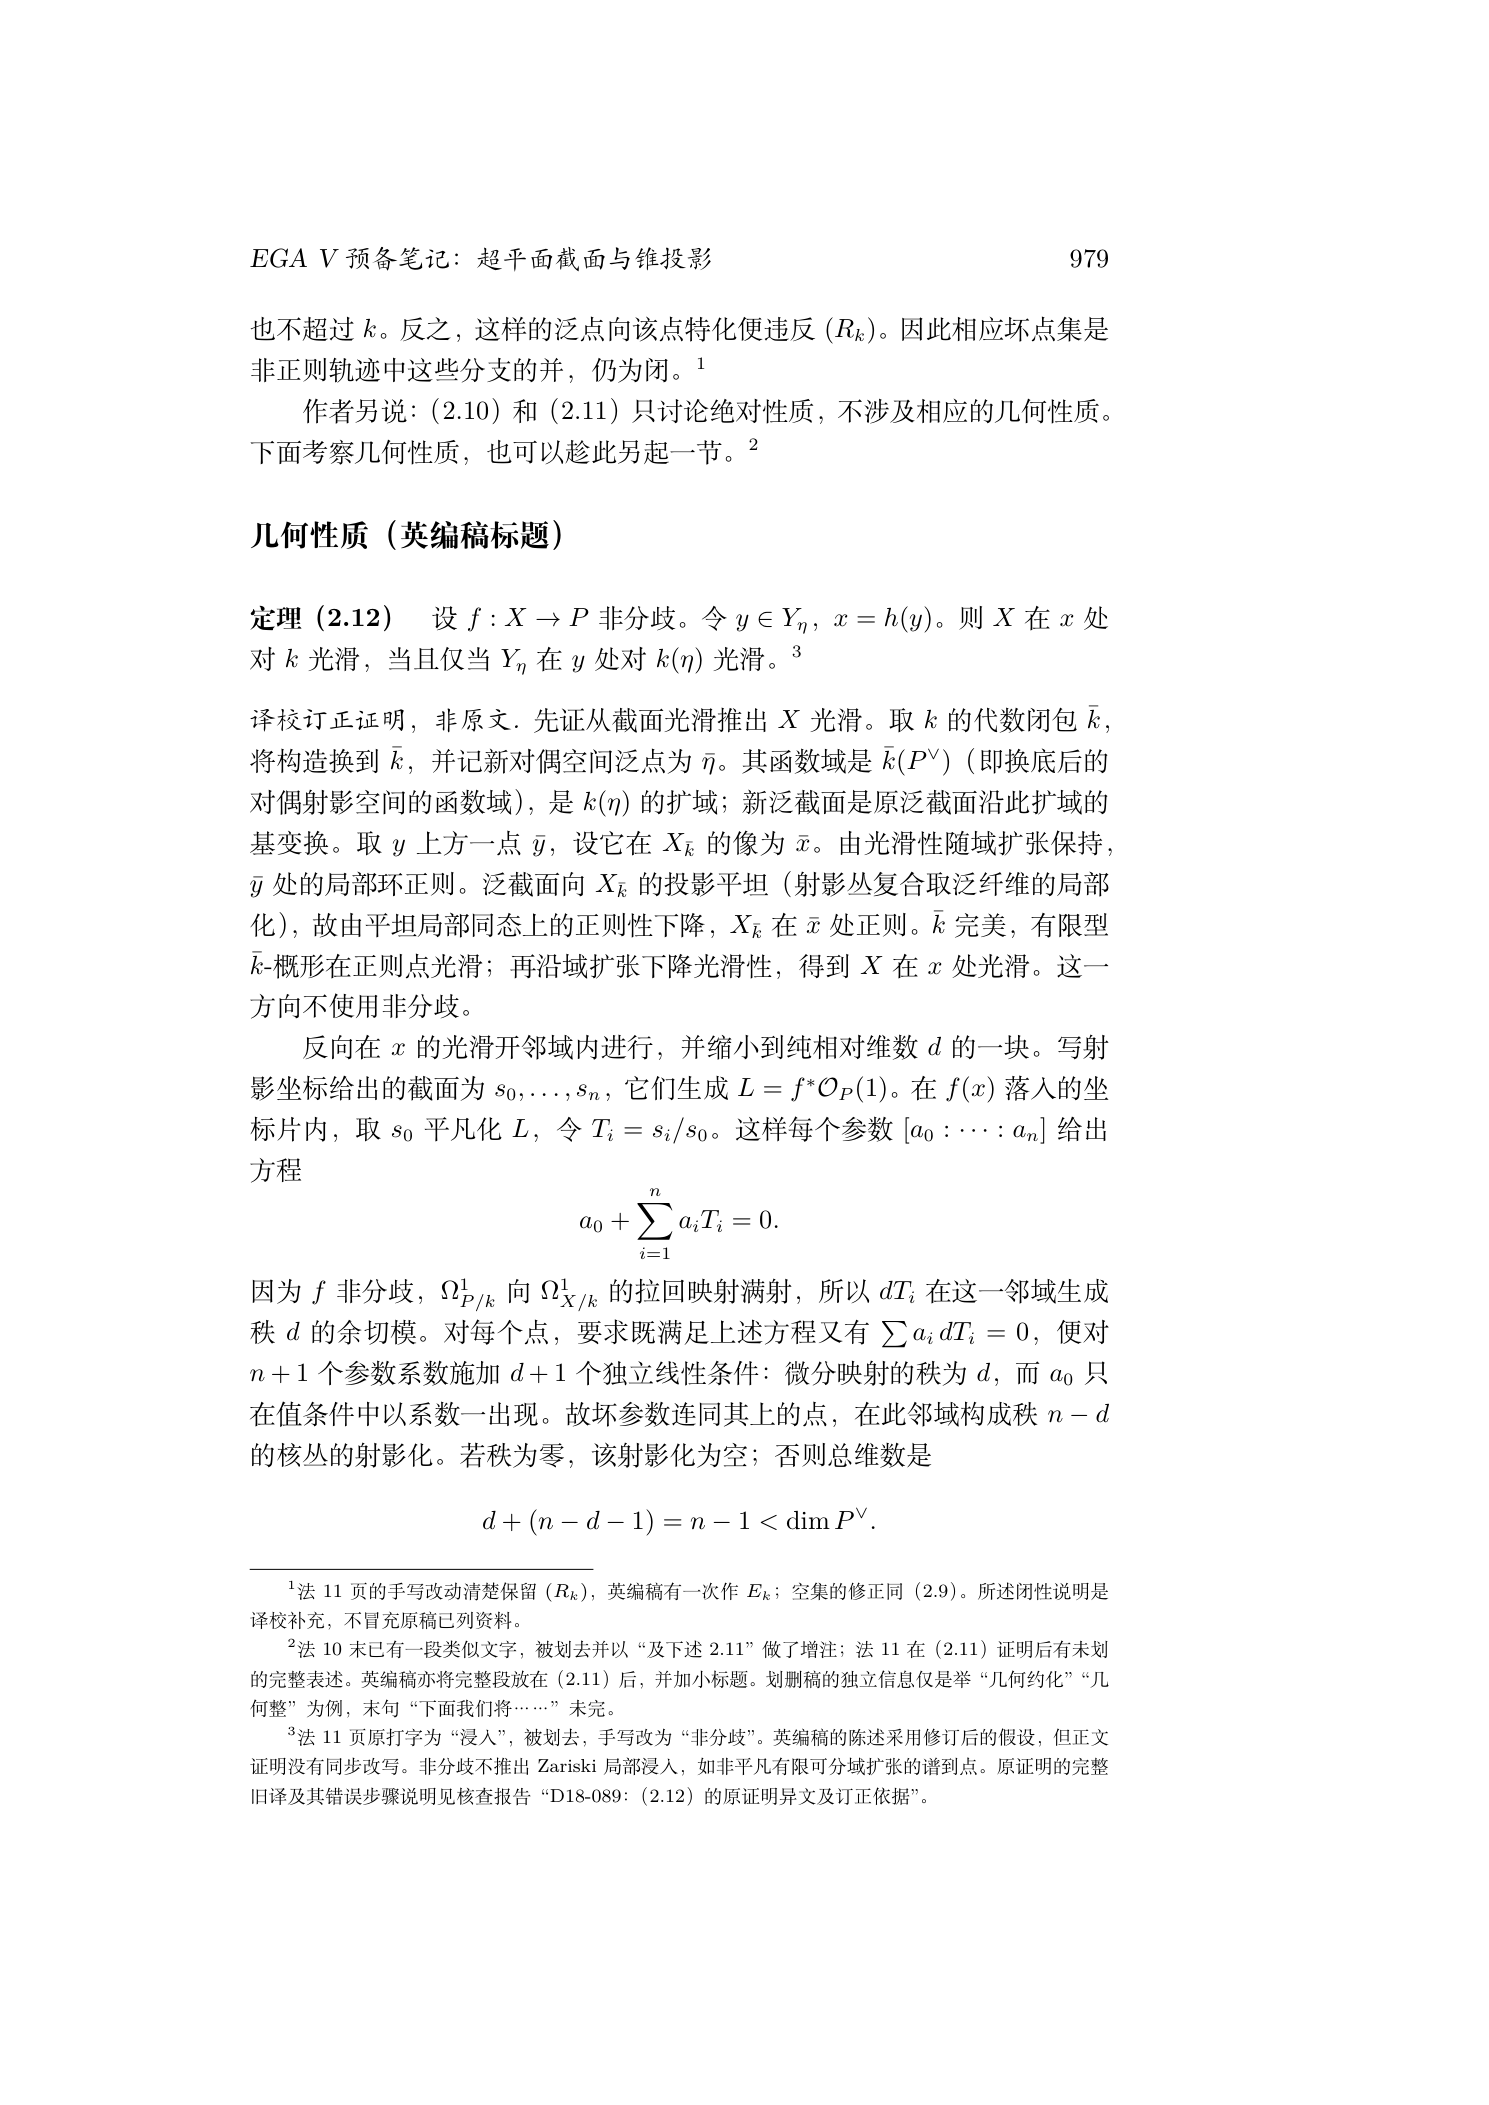 EGA V 预备笔记：超平面截面与锥投影 979
也不超过 k。反之，这样的泛点向该点特化便违反 (R_k)。因此相应坏点集是
非正则轨迹中这些分支的并，仍为闭。¹
作者另说：（2.10）和（2.11）只讨论绝对性质，不涉及相应的几何性质。
下面考察几何性质，也可以趁此另起一节。²
几何性质（英编稿标题）
定理（2.12） 设 f : X → P 非分歧。令 y ∈ Y_η，x = h(y)。则 X 在 x 处
对 k 光滑，当且仅当 Y_η 在 y 处对 k(η) 光滑。³
译校订正证明，非原文. 先证从截面光滑推出 X 光滑。取 k 的代数闭包 k̄，
将构造换到 k̄，并记新对偶空间泛点为 η̄。其函数域是 k̄(P^∨)（即换底后的
对偶射影空间的函数域），是 k(η) 的扩域；新泛截面是原泛截面沿此扩域的
基变换。取 y 上方一点 ȳ，设它在 X_k̄ 的像为 x̄。由光滑性随域扩张保持，
ȳ 处的局部环正则。泛截面向 X_k̄ 的投影平坦（射影丛复合取泛纤维的局部
化），故由平坦局部同态上的正则性下降，X_k̄ 在 x̄ 处正则。k̄ 完美，有限型
k̄-概形在正则点光滑；再沿域扩张下降光滑性，得到 X 在 x 处光滑。这一
方向不使用非分歧。
反向在 x 的光滑开邻域内进行，并缩小到纯相对维数 d 的一块。写射
影坐标给出的截面为 s_0, . . . , s_n，它们生成 L = f*𝒪_P(1)。在 f(x) 落入的坐
标片内，取 s_0 平凡化 L，令 T_i = s_i/s_0。这样每个参数 [a_0 : · · · : a_n] 给出
方程
a_0 + ∑_{i=1}^{n} a_i T_i = 0.
因为 f 非分歧，Ω^1_{P/k} 向 Ω^1_{X/k} 的拉回映射满射，所以 dT_i 在这一邻域生成
秩 d 的余切模。对每个点，要求既满足上述方程又有 ∑ a_i dT_i = 0，便对
n + 1 个参数系数施加 d + 1 个独立线性条件：微分映射的秩为 d，而 a_0 只
在值条件中以系数一出现。故坏参数连同其上的点，在此邻域构成秩 n − d
的核丛的射影化。若秩为零，该射影化为空；否则总维数是
d + (n − d − 1) = n − 1 < dim P^∨.
¹法 11 页的手写改动清楚保留 (R_k)，英编稿有一次作 E_k；空集的修正同（2.9）。所述闭性说明是
译校补充，不冒充原稿已列资料。
²法 10 末已有一段类似文字，被划去并以“及下述 2.11”做了增注；法 11 在（2.11）证明后有未划
的完整表述。英编稿亦将完整段放在（2.11）后，并加小标题。划删稿的独立信息仅是举“几何约化”“几
何整”为例，末句“下面我们将⋯⋯”未完。
³法 11 页原打字为“浸入”，被划去，手写改为“非分歧”。英编稿的陈述采用修订后的假设，但正文
证明没有同步改写。非分歧不推出 Zariski 局部浸入，如非平凡有限可分域扩张的谱到点。原证明的完整
旧译及其错误步骤说明见核查报告“D18-089：（2.12）的原证明异文及订正依据”。